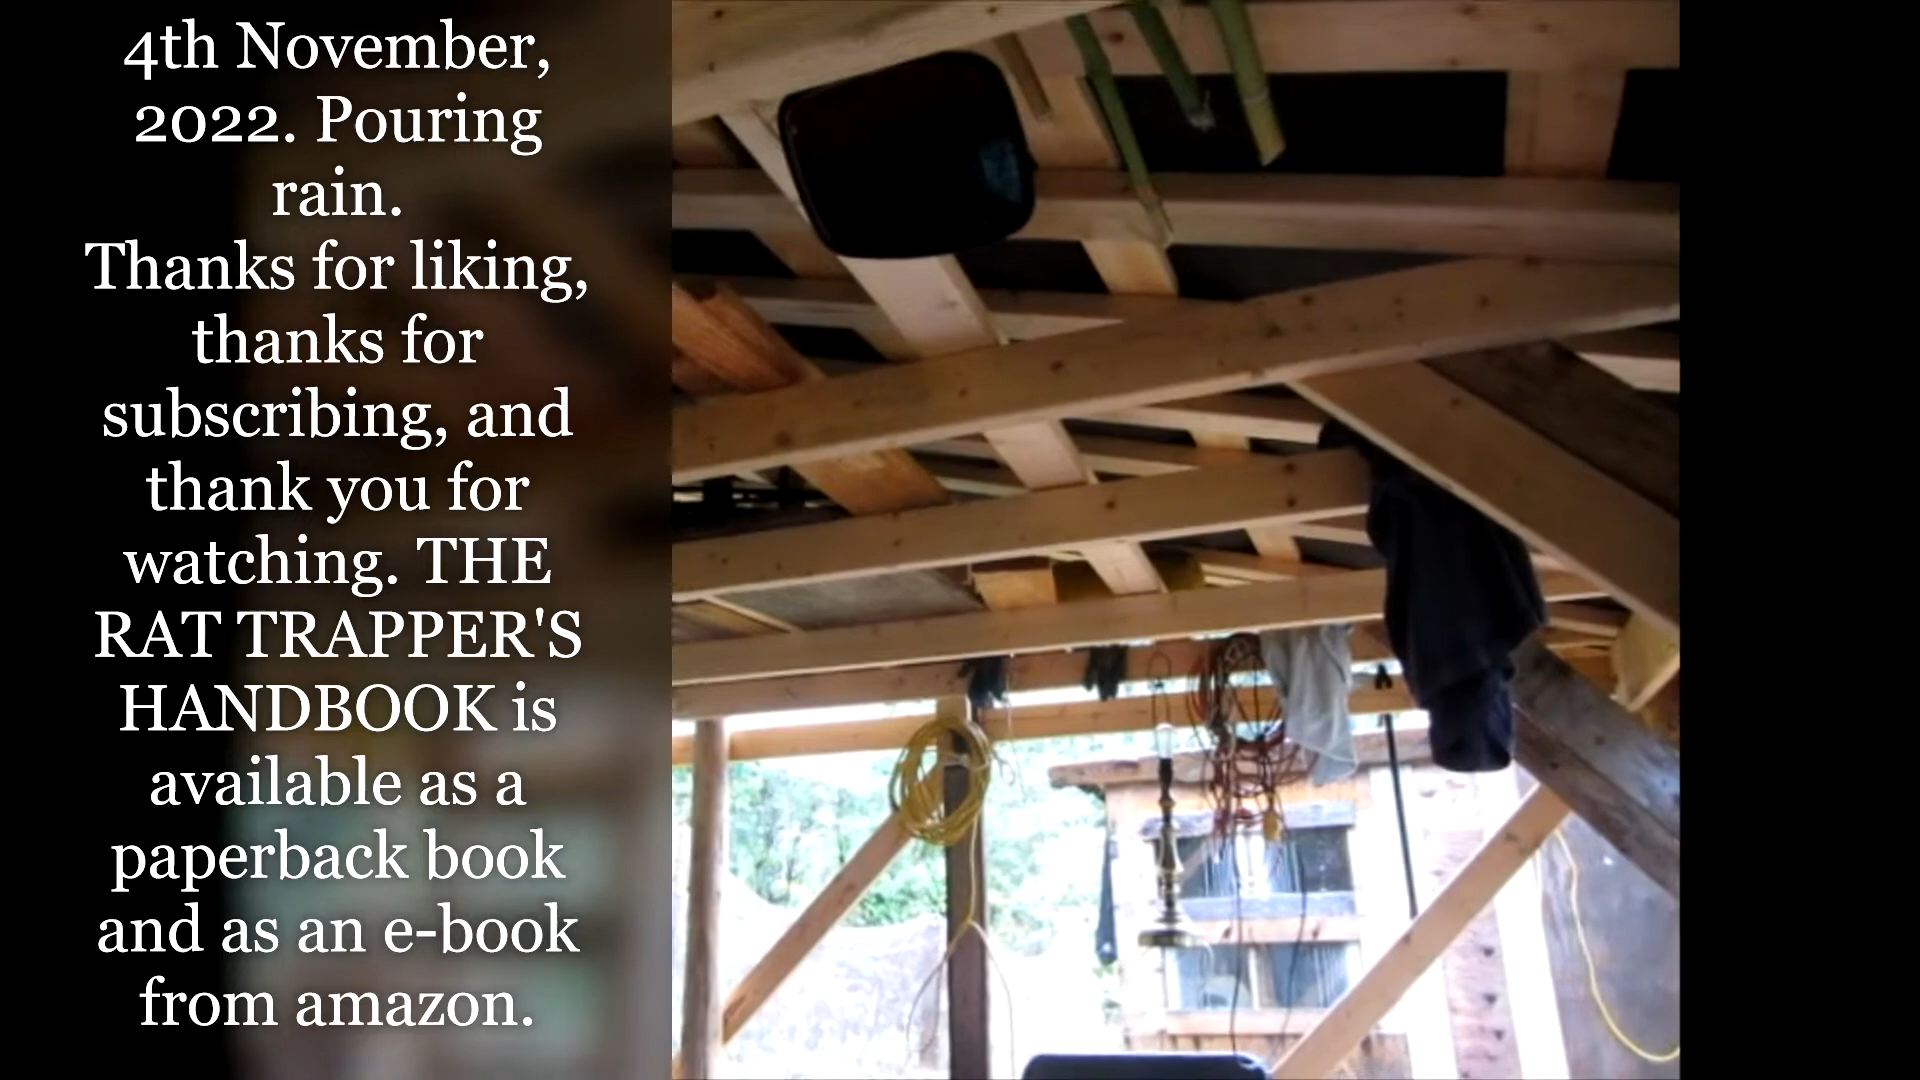 4th November,
2022. Pouring
rain.
Thanks for liking,
thanks for
subscribing, and
thank you for
watching. THE
RAT TRAPPER'S
HANDBOOK is
available as a
paperback book
and as an e-book
from amazon.